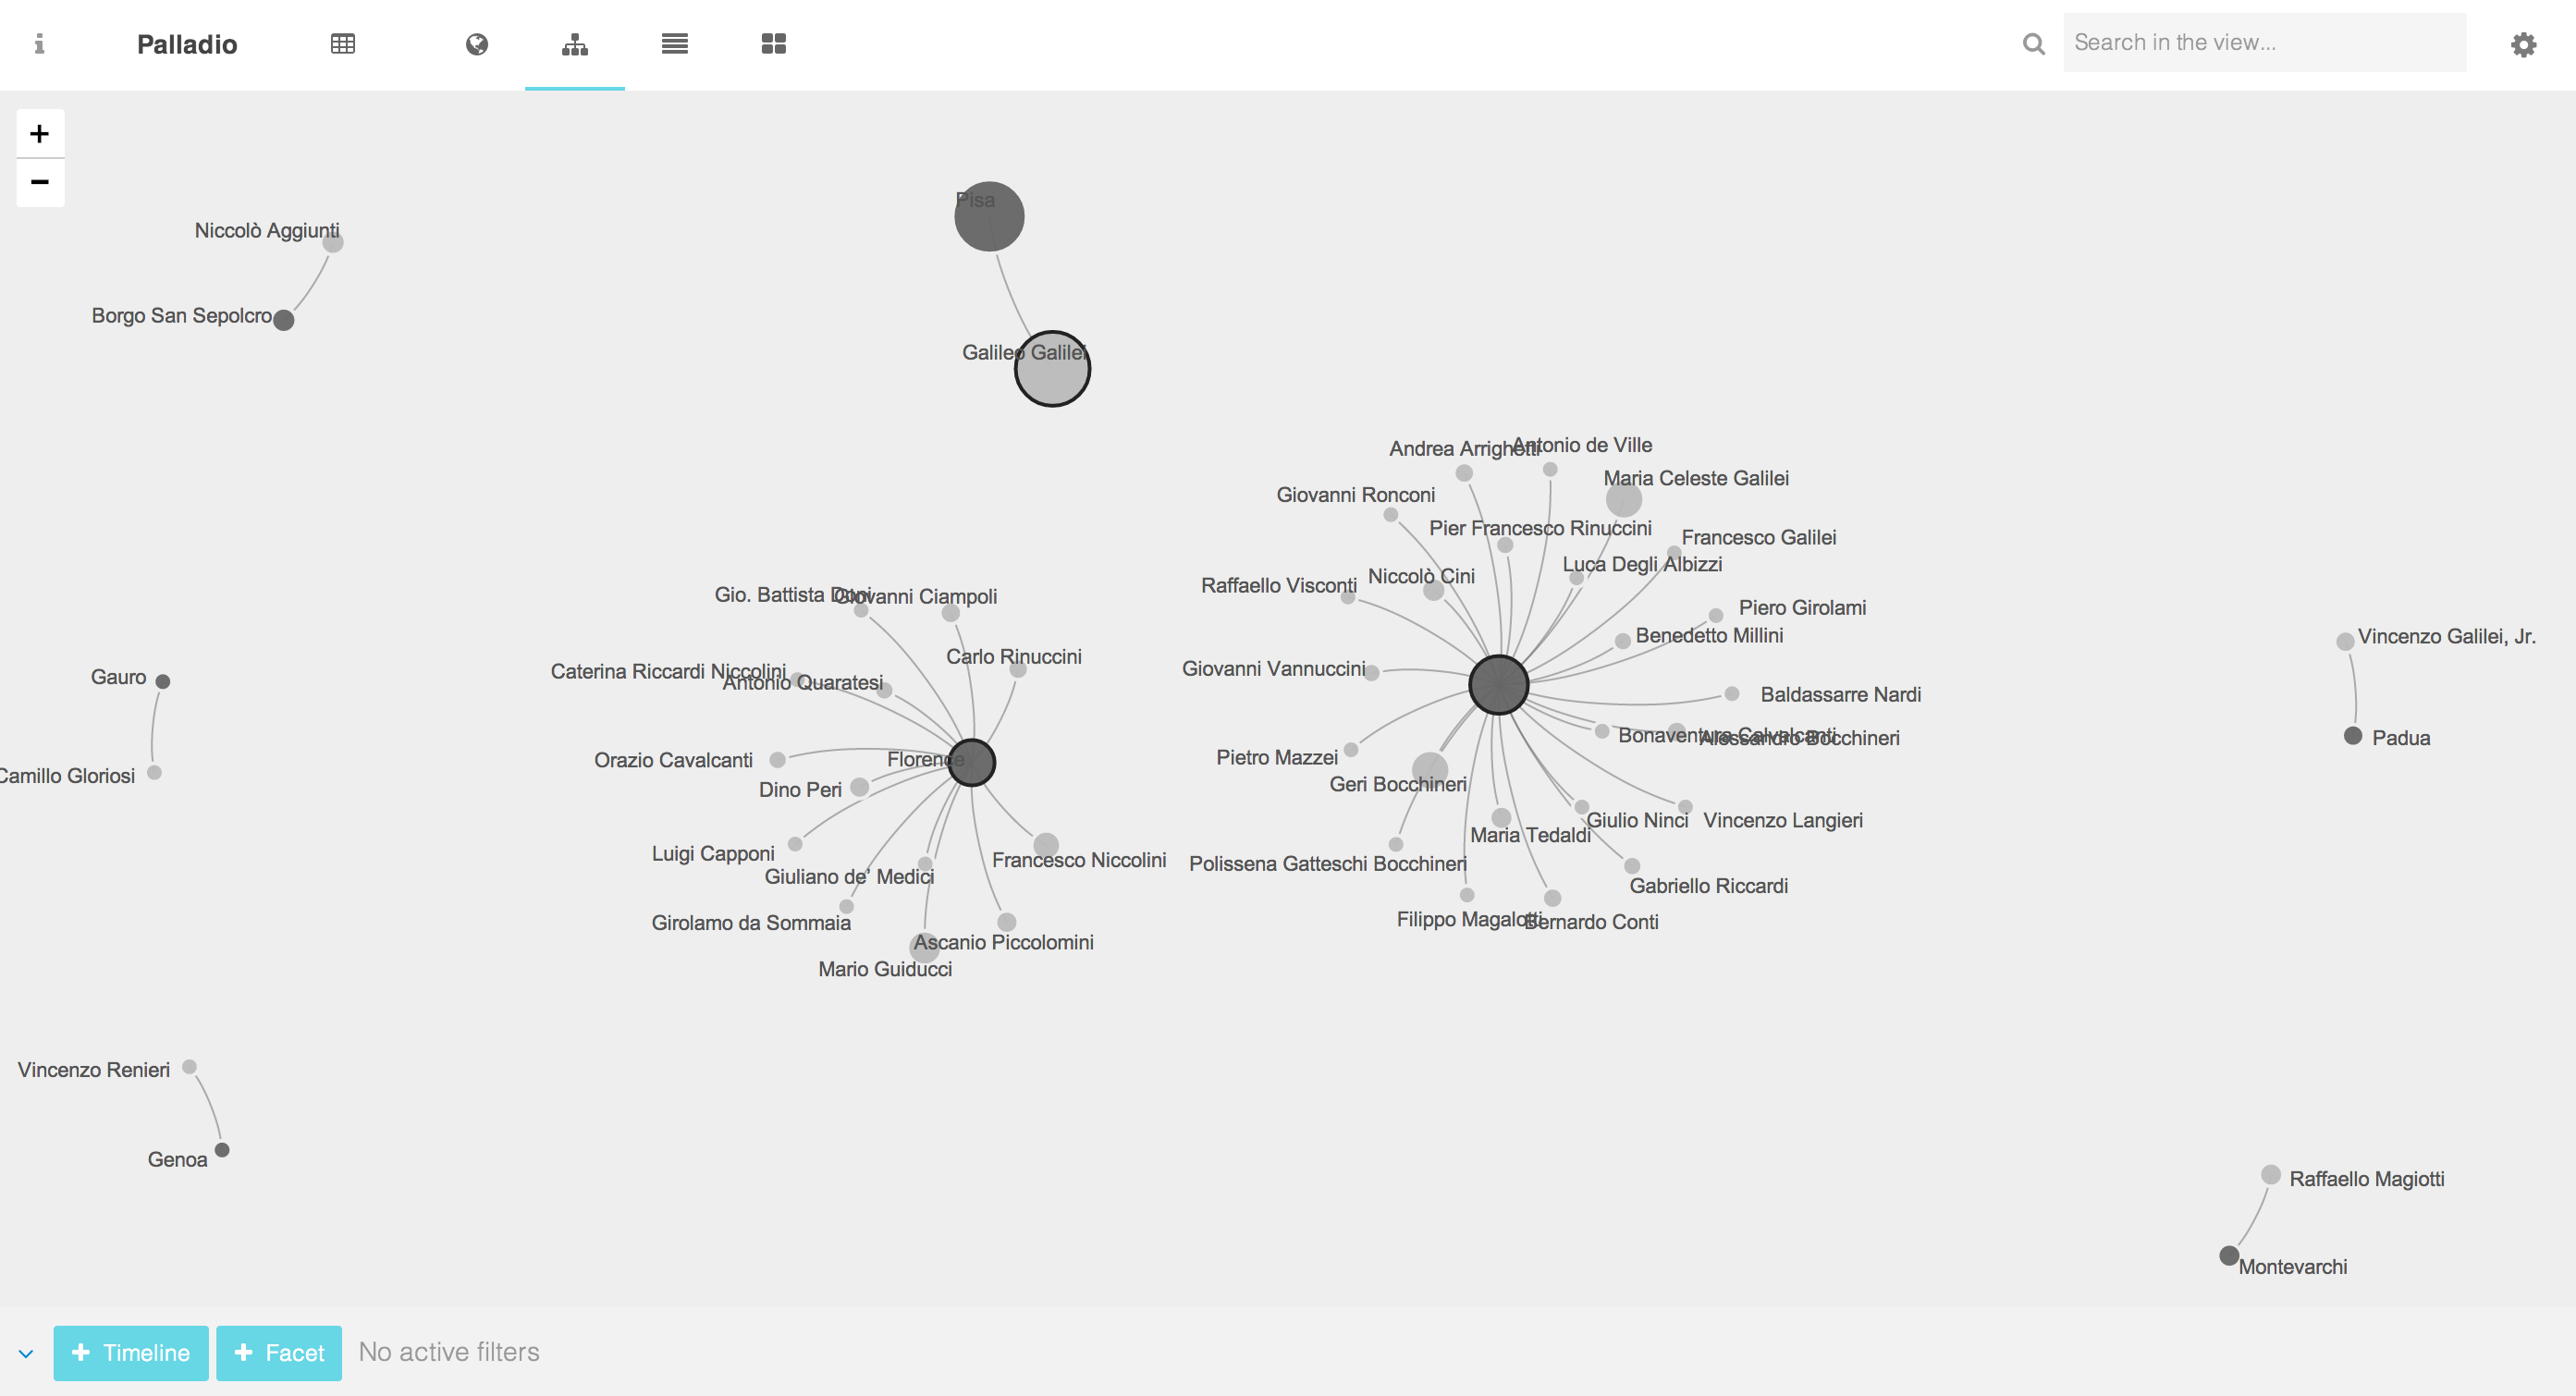 Palladio
Search in the view...
+
−
Pisa
Niccolò Aggiunti
Borgo San Sepolcro
Galileo Galilei
Andrea Arrighetti
Antonio de Ville
Maria Celeste Galilei
Giovanni Ronconi
Pier Francesco Rinuccini
Francesco Galilei
Luca Degli Albizzi
Niccolò Cini
Raffaello Visconti
Gio. Battista Doni
Giovanni Ciampoli
Piero Girolami
Benedetto Millini
Vincenzo Galilei, Jr.
Carlo Rinuccini
Giovanni Vannuccini
Caterina Riccardi Niccolini
Antonio Quaratesi
Gauro
Baldassarre Nardi
Bonaventura Calvalcanti
Alessandro Bocchineri
Padua
Pietro Mazzei
Orazio Cavalcanti
Florence
Camillo Gloriosi
Geri Bocchineri
Dino Peri
Giulio Ninci
Vincenzo Langieri
Maria Tedaldi
Luigi Capponi
Francesco Niccolini
Polissena Gatteschi Bocchineri
Giuliano de' Medici
Gabriello Riccardi
Girolamo da Sommaia
Filippo Magalotti
Bernardo Conti
Ascanio Piccolomini
Mario Guiducci
Vincenzo Renieri
Genoa
Raffaello Magiotti
Montevarchi
+ Timeline
+ Facet
No active filters